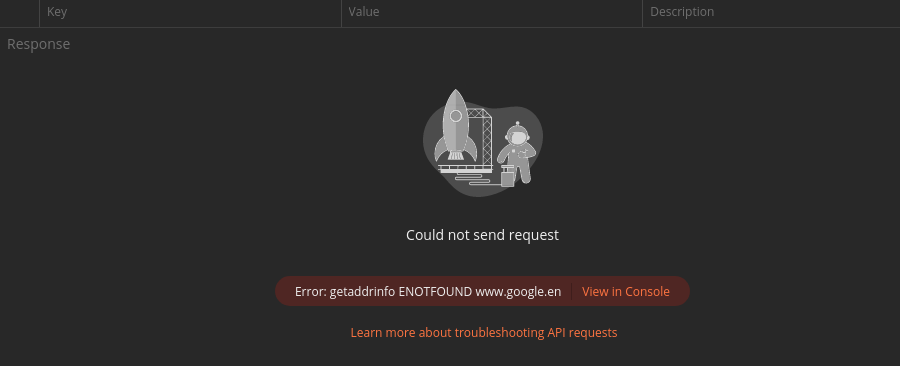 Key Value Description
Response
Could not send request
Error: getaddrinfo ENOTFOUND www.google.en View in Console
Learn more about troubleshooting API requests